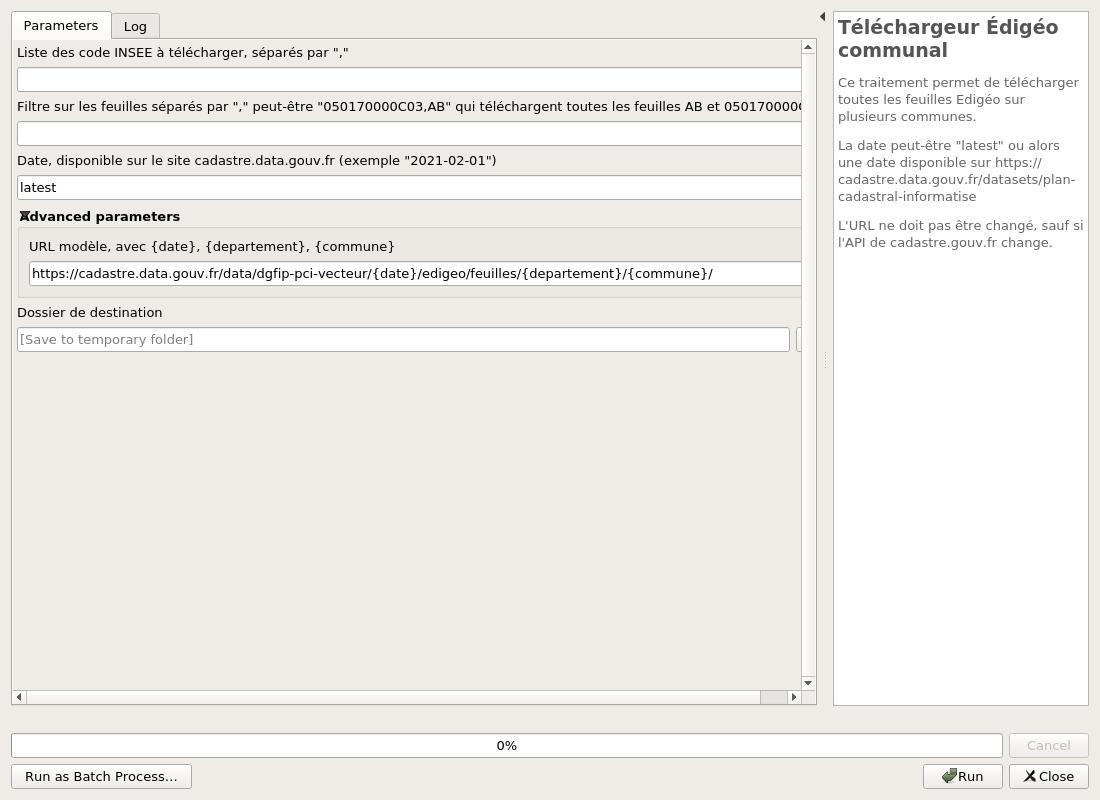 Parameters
Log
Liste des code INSEE à télécharger, séparés par ","
Filtre sur les feuilles séparés par "," peut-être "050170000C03,AB" qui téléchargent toutes les feuilles AB et 050170000C
Date, disponible sur le site cadastre.data.gouv.fr (exemple "2021-02-01")
latest
Advanced parameters
URL modèle, avec {date}, {departement}, {commune}
https://cadastre.data.gouv.fr/data/dgfip-pci-vecteur/{date}/edigeo/feuilles/{departement}/{commune}/
Dossier de destination
[Save to temporary folder]
Téléchargeur Édigéo
communal
Ce traitement permet de télécharger
toutes les feuilles Edigéo sur
plusieurs communes.
La date peut-être "latest" ou alors
une date disponible sur https://
cadastre.data.gouv.fr/datasets/plan-
cadastral-informatise
L'URL ne doit pas être changé, sauf si
l'API de cadastre.gouv.fr change.
0%
Cancel
Run as Batch Process...
Run
Close